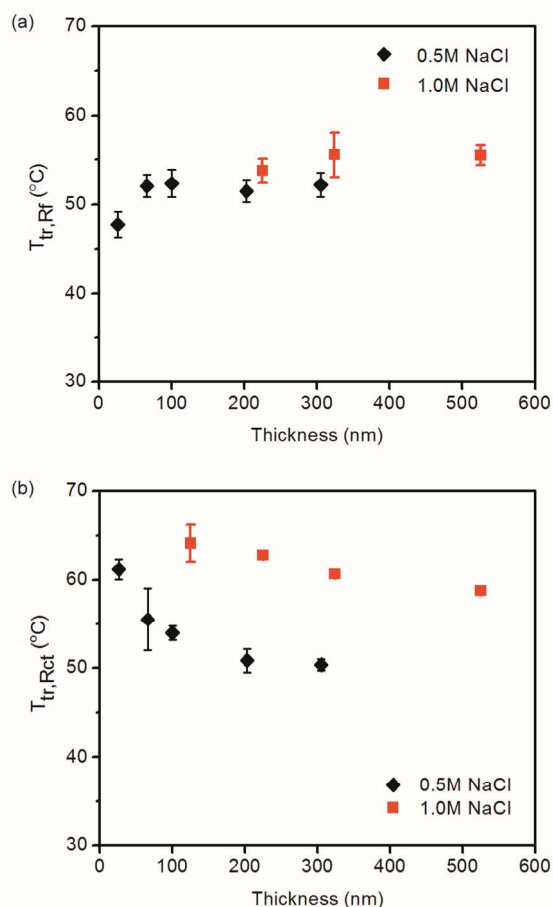 (a)
70
60
50
40
30
T_tr,Rf (°C)
0.5M NaCl
1.0M NaCl
0 100 200 300 400 500 600
Thickness (nm)
(b)
70
60
50
40
30
T_tr,Rct (°C)
0.5M NaCl
1.0M NaCl
0 100 200 300 400 500 600
Thickness (nm)